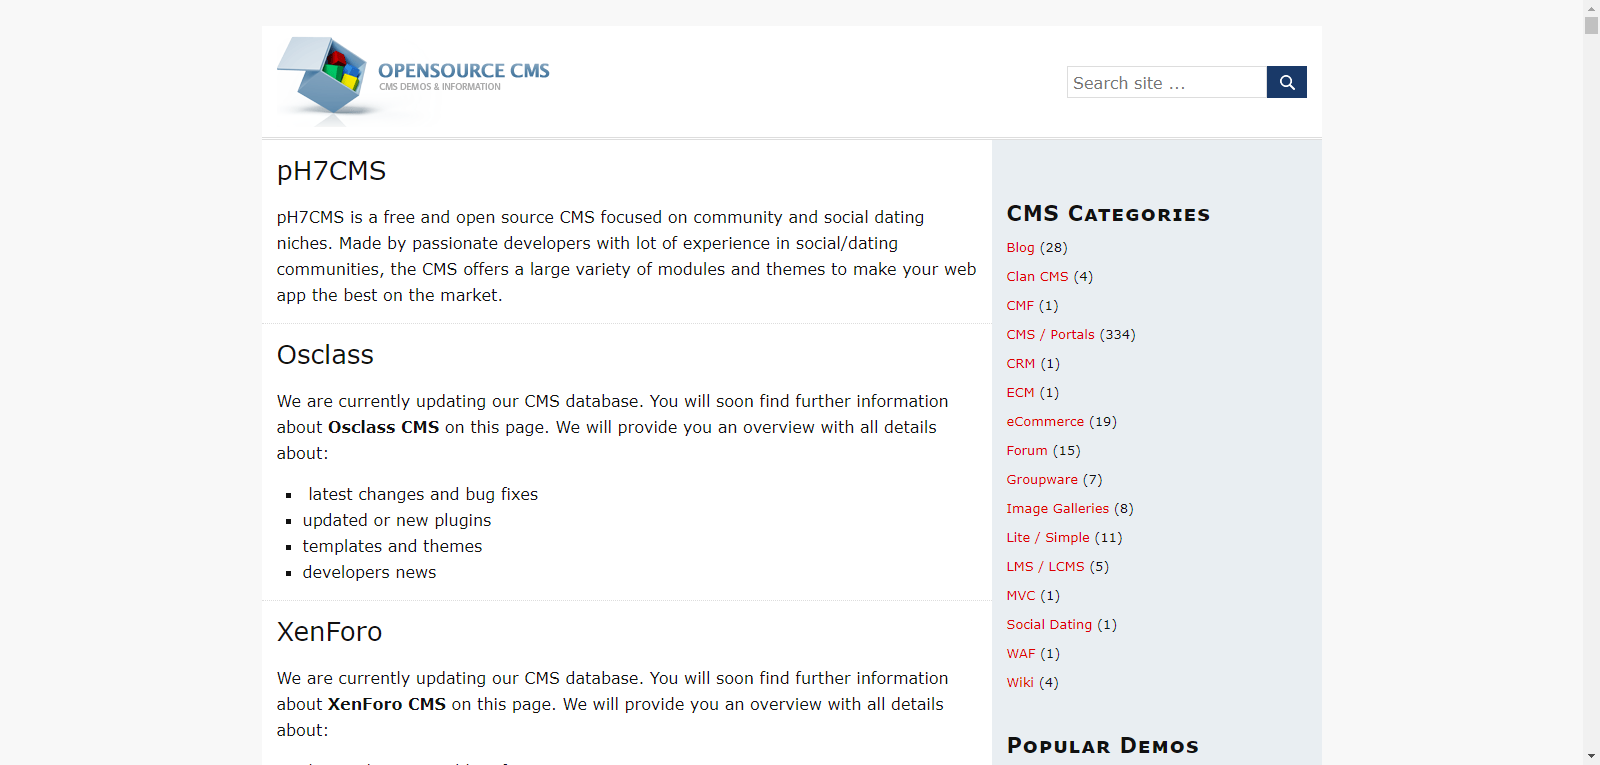 OPENSOURCE CMS
CMS DEMOS & INFORMATION
Search site ...
pH7CMS
pH7CMS is a free and open source CMS focused on community and social dating
niches. Made by passionate developers with lot of experience in social/dating
communities, the CMS offers a large variety of modules and themes to make your web
app the best on the market.
Osclass
We are currently updating our CMS database. You will soon find further information
about Osclass CMS on this page. We will provide you an overview with all details
about:
latest changes and bug fixes
updated or new plugins
templates and themes
developers news
XenForo
We are currently updating our CMS database. You will soon find further information
about XenForo CMS on this page. We will provide you an overview with all details
about:
CMS Categories
Blog (28)
Clan CMS (4)
CMF (1)
CMS / Portals (334)
CRM (1)
ECM (1)
eCommerce (19)
Forum (15)
Groupware (7)
Image Galleries (8)
Lite / Simple (11)
LMS / LCMS (5)
MVC (1)
Social Dating (1)
WAF (1)
Wiki (4)
Popular Demos